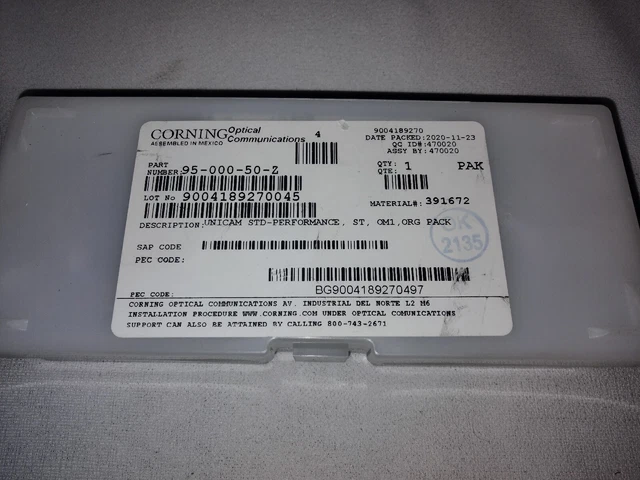 CORNING Optical Communications 4
ASSEMBLED IN MEXICO
9004189270
DATE PACKED:2020-11-23
QC ID#:470020
ASSY BY:470020
PART NUMBER: 95-000-50-Z
QTY: 1 PAK
QTE:
LOT No 9004189270045
MATERIAL#: 391672
DESCRIPTION: UNICAM STD-PERFORMANCE, ST, OM1,ORG PACK
OK
2135
SAP CODE
PEC CODE:
BG9004189270497
PEC CODE:
CORNING OPTICAL COMMUNICATIONS AV. INDUSTRIAL DEL NORTE L2 M6
INSTALLATION PROCEDURE WWW.CORNING.COM UNDER OPTICAL COMUNICATIONS
SUPPORT CAN ALSO BE ATTAINED BY CALLING 800-743-2671